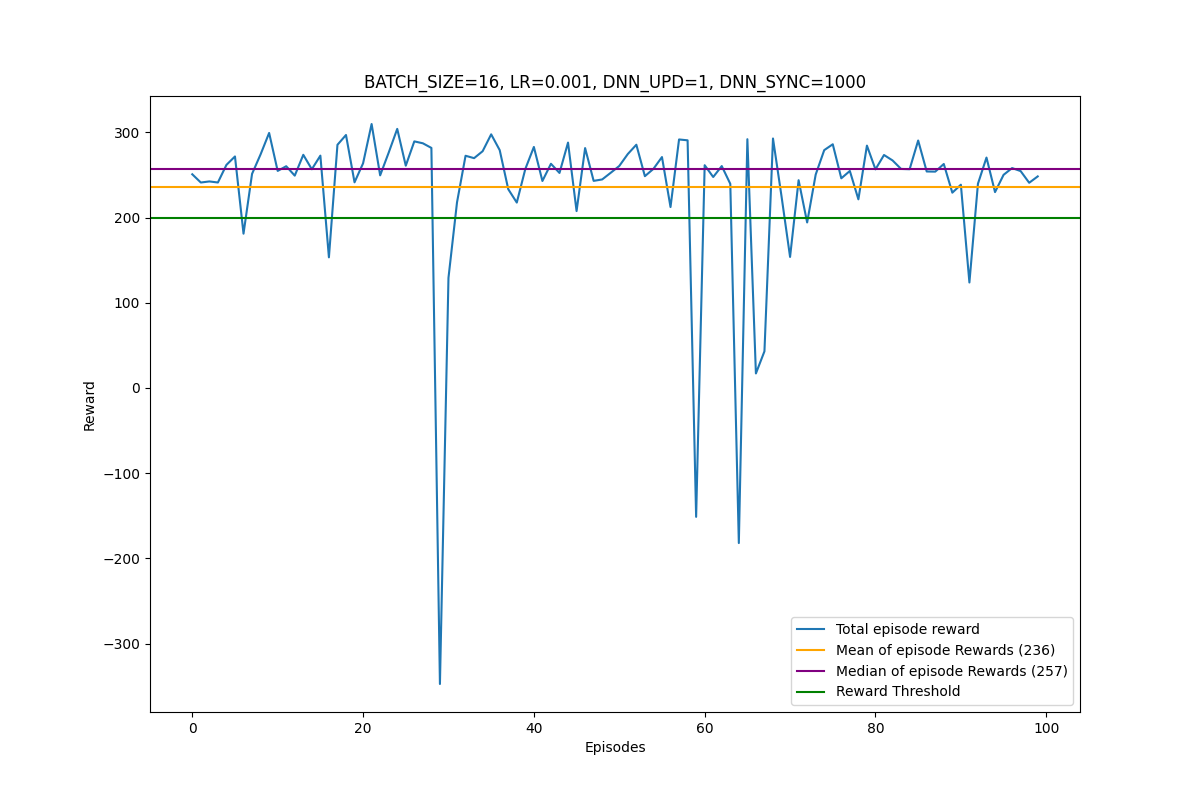 BATCH_SIZE=16, LR=0.001, DNN_UPD=1, DNN_SYNC=1000
300
200
100
0
−100
−200
−300
Reward
0 20 40 60 80 100
Episodes
Total episode reward
Mean of episode Rewards (236)
Median of episode Rewards (257)
Reward Threshold